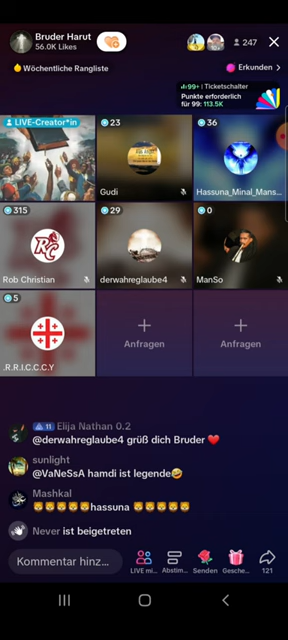 Bruder Harut
56.0K Likes
247
Wöchentliche Rangliste
Erkunden
99+ | Ticketschalter
Punkte erforderlich
für 99: 113.5K
LIVE-Creator*in
23
Gudi
36
Hassuna_Minal_Mans...
315
RC
Rob Christian
29
derwahreglaube4
0
ManSo
5
.R.R.I.C.C.C.Y
Anfragen
Anfragen
11 Elija Nathan 0.2
@derwahreglaube4 grüß dich Bruder ❤️
sunlight
@VaNeSsA hamdi ist legende🤣
Mashkal
🦁🦁🦁🦁🦁hassuna 🦁🦁🦁🦁🦁
Never ist beigetreten
Kommentar hinz...
LIVE mi...
Abstim...
Senden
Gesche...
121